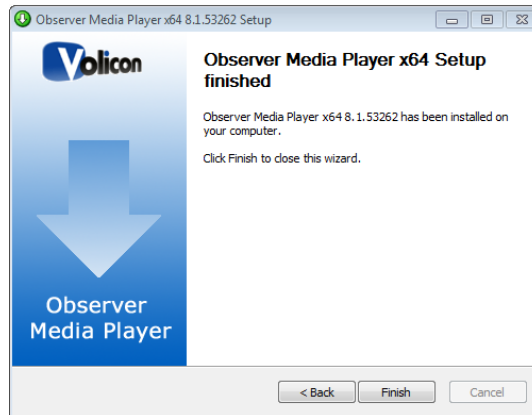 Observer Media Player x64 8.1.53262 Setup
Volicon
Observer Media Player x64 Setup
finished
Observer Media Player x64 8.1.53262 has been installed on
your computer.
Click Finish to close this wizard.
Observer
Media Player
< Back
Finish
Cancel